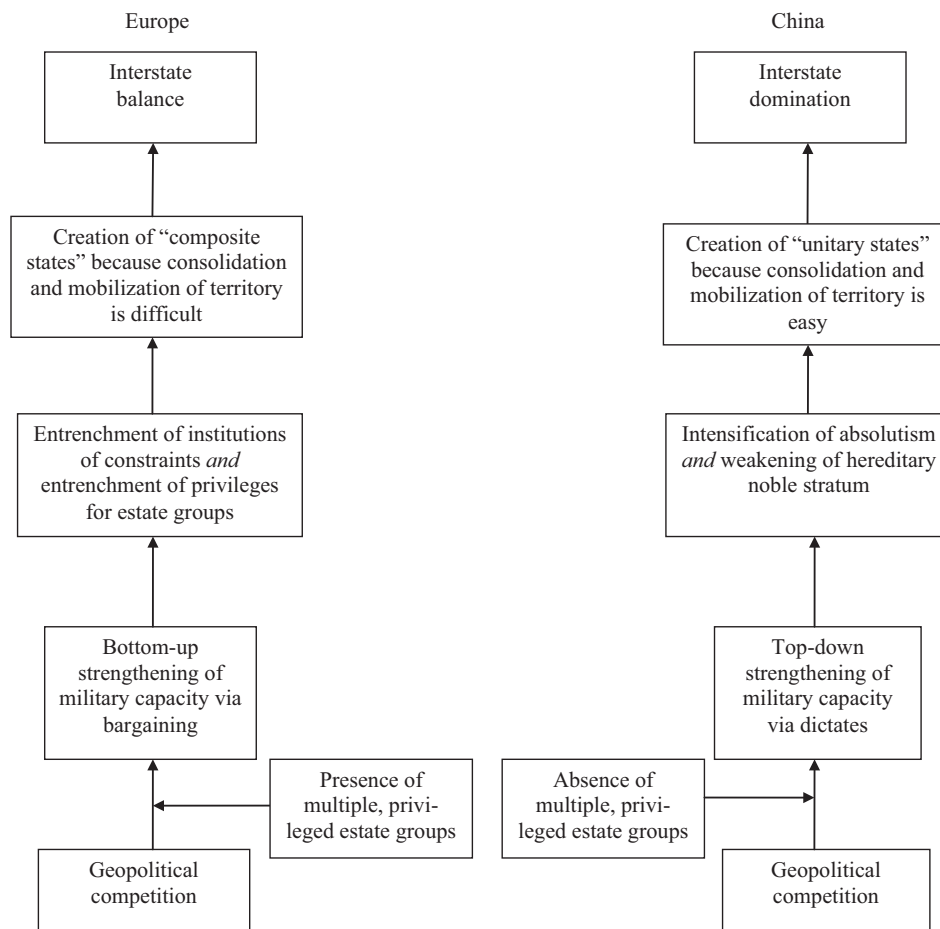 Europe
Interstate
balance
Creation of “composite
states” because consolidation
and mobilization of territory
is difficult
Entrenchment of institutions
of constraints and
entrenchment of privileges
for estate groups
Bottom-up
strengthening of
military capacity via
bargaining
Presence of
multiple, privi-
leged estate groups
Geopolitical
competition
China
Interstate
domination
Creation of “unitary states”
because consolidation and
mobilization of territory is
easy
Intensification of absolutism
and weakening of hereditary
noble stratum
Top-down
strengthening of
military capacity
via dictates
Absence of
multiple, privi-
leged estate groups
Geopolitical
competition